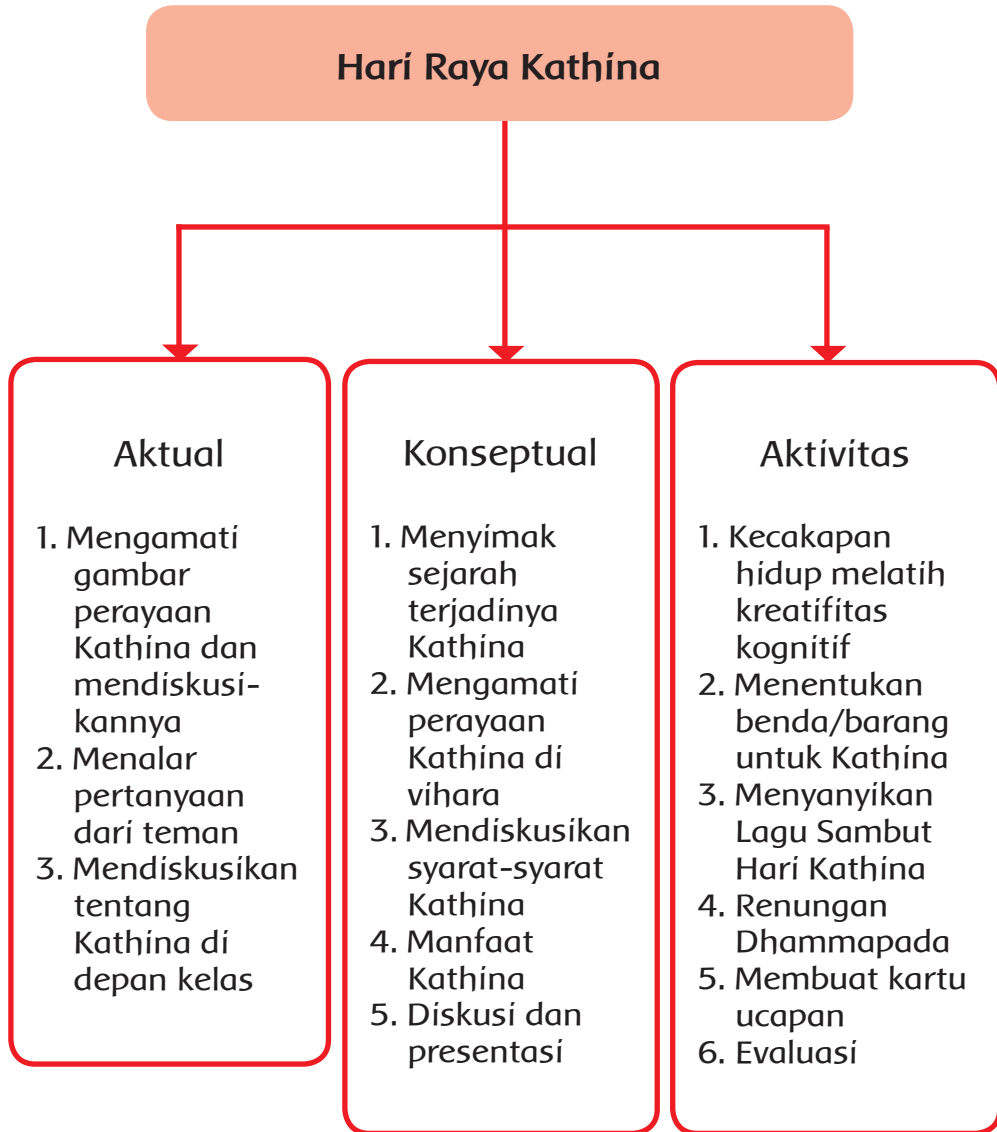 Hari Raya Kathina
Aktual
1. Mengamati
gambar
perayaan
Kathina dan
mendiskusi-
kannya
2. Menalar
pertanyaan
dari teman
3. Mendiskusikan
tentang
Kathina di
depan kelas
Konseptual
1. Menyimak
sejarah
terjadinya
Kathina
2. Mengamati
perayaan
Kathina di
vihara
3. Mendiskusikan
syarat-syarat
Kathina
4. Manfaat
Kathina
5. Diskusi dan
presentasi
Aktivitas
1. Kecakapan
hidup melatih
kreatifitas
kognitif
2. Menentukan
benda/barang
untuk Kathina
3. Menyanyikan
Lagu Sambut
Hari Kathina
4. Renungan
Dhammapada
5. Membuat kartu
ucapan
6. Evaluasi